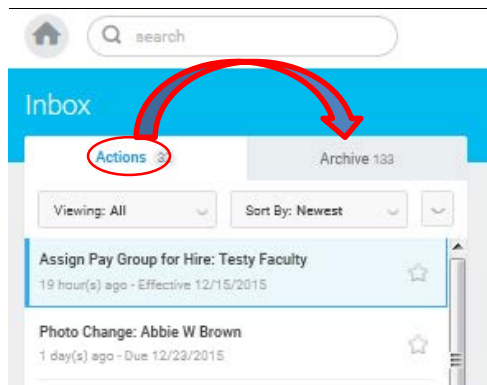 search
Inbox
Actions
Archive 133
Viewing: All Sort By: Newest
Assign Pay Group for Hire: Testy Faculty
19 hour(s) ago - Effective 12/15/2015
Photo Change: Abbie W Brown
1 day(s) ago - Due 12/23/2015